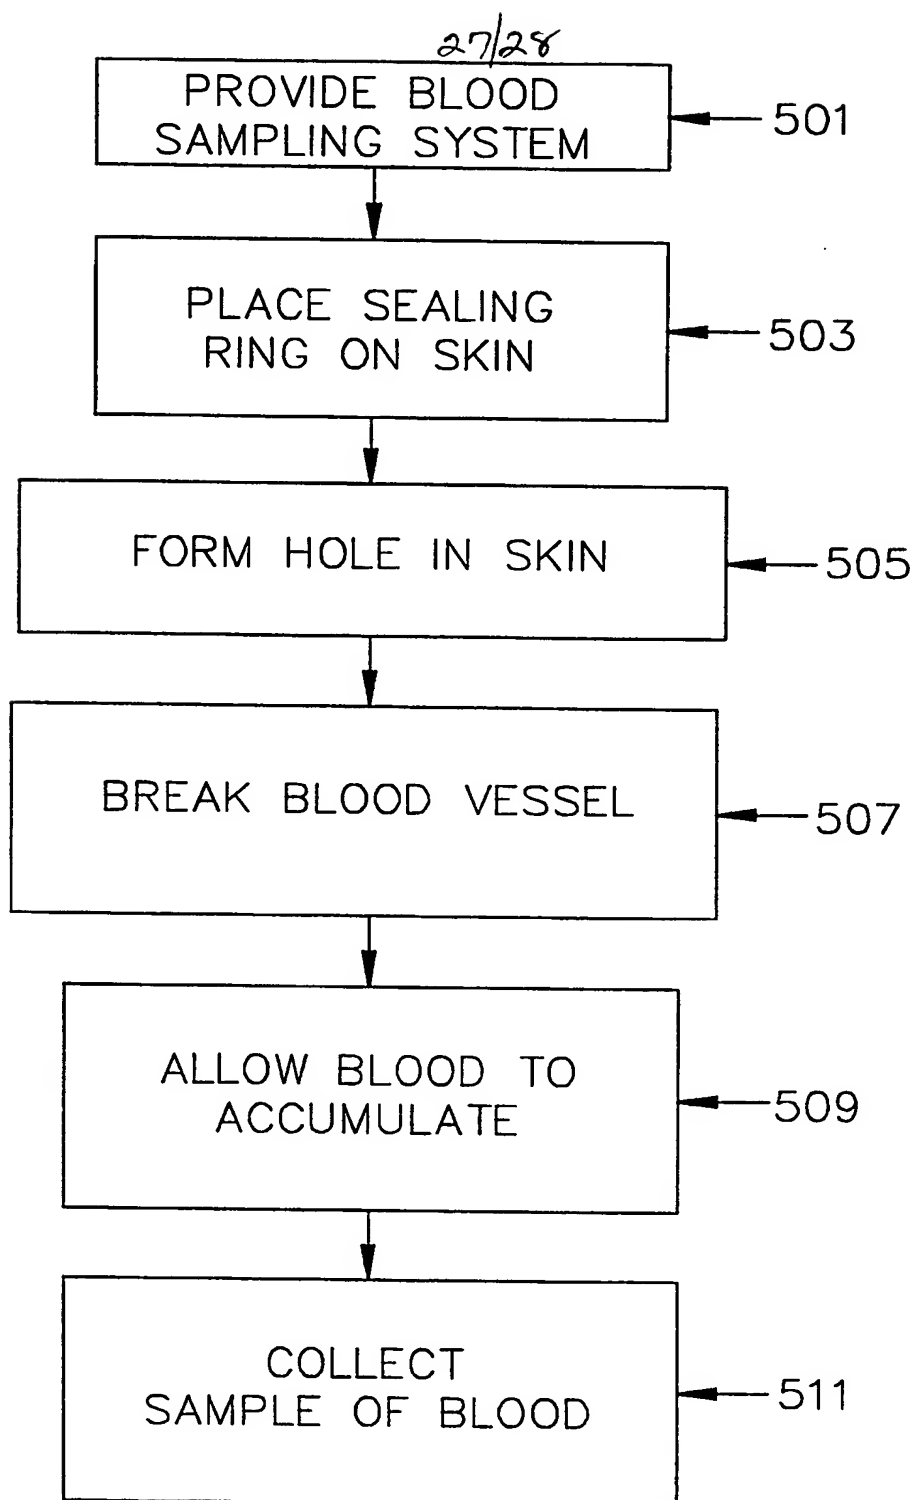 27/28
PROVIDE BLOOD
SAMPLING SYSTEM
501
PLACE SEALING
RING ON SKIN
503
FORM HOLE IN SKIN
505
BREAK BLOOD VESSEL
507
ALLOW BLOOD TO
ACCUMULATE
509
COLLECT
SAMPLE OF BLOOD
511